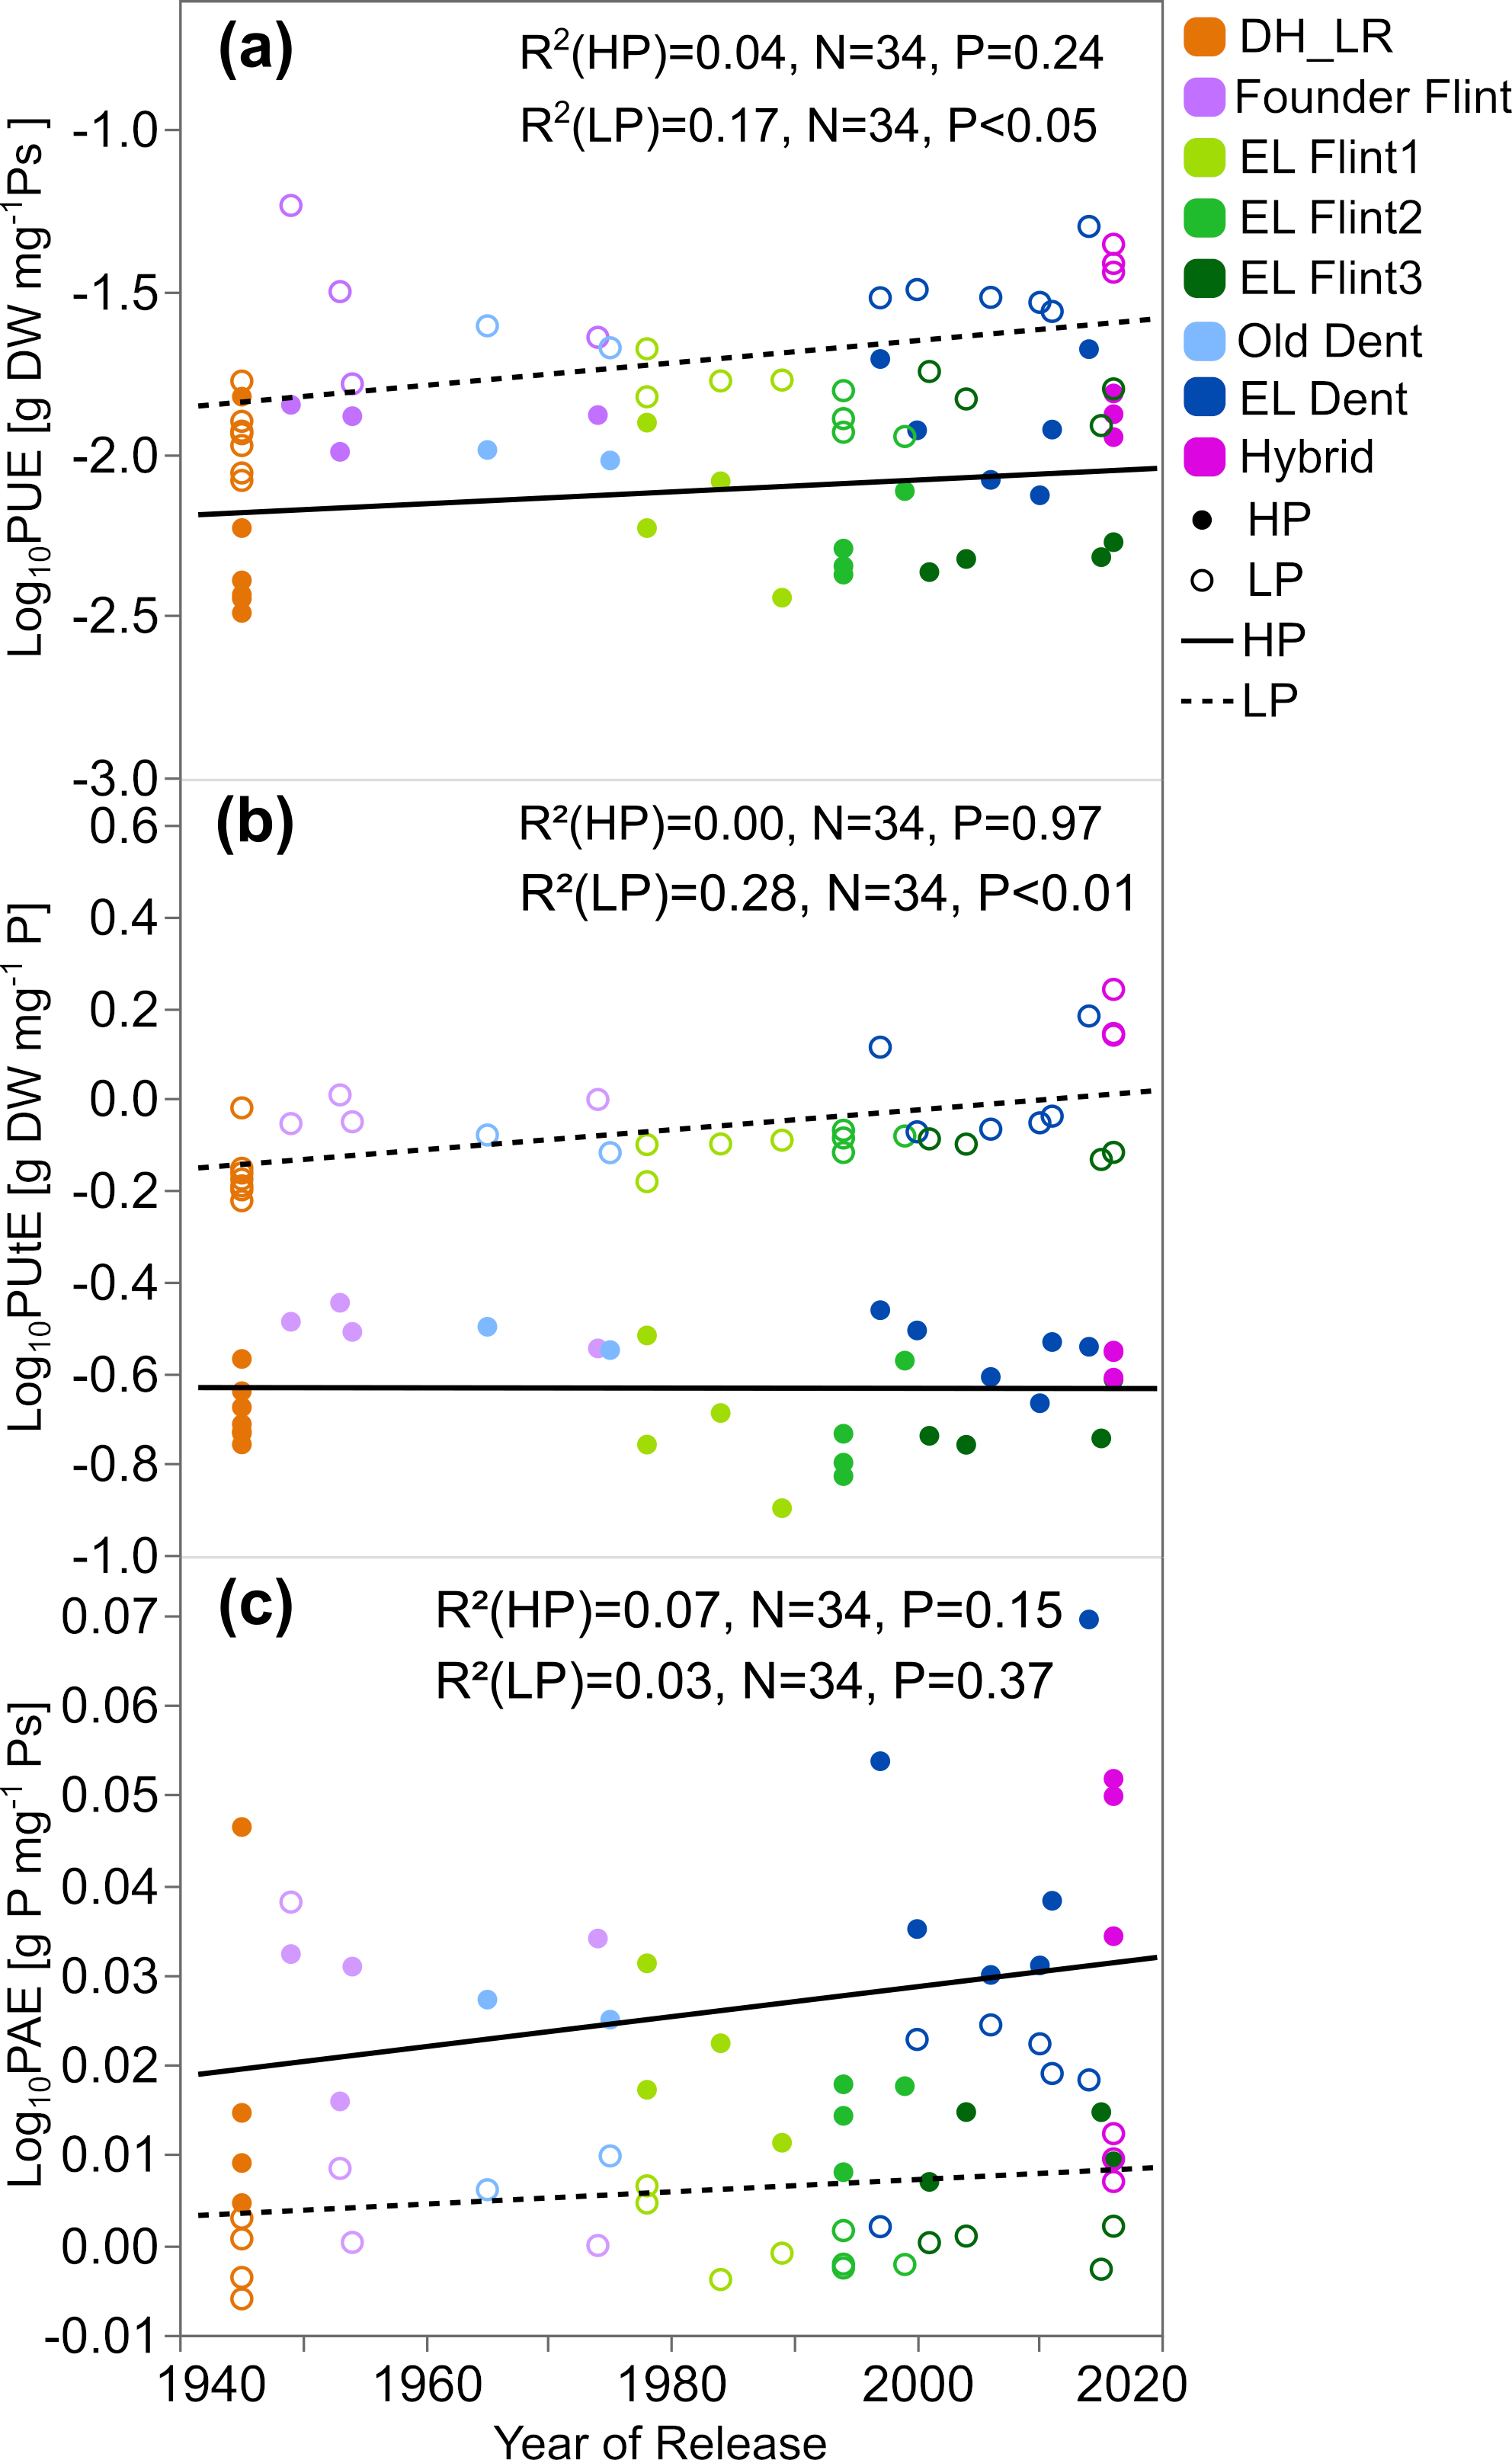 (a)
R²(HP)=0.04, N=34, P=0.24
R²(LP)=0.17, N=34, P<0.05
Log₁₀PUE [g DW mg⁻¹Ps ]
-1.0
-1.5
-2.0
-2.5
-3.0
DH_LR
Founder Flint
EL Flint1
EL Flint2
EL Flint3
Old Dent
EL Dent
Hybrid
HP
LP
HP
LP
(b)
R²(HP)=0.00, N=34, P=0.97
R²(LP)=0.28, N=34, P<0.01
Log₁₀PUtE [g DW mg⁻¹ P]
0.6
0.4
0.2
0.0
-0.2
-0.4
-0.6
-0.8
-1.0
(c)
R²(HP)=0.07, N=34, P=0.15
R²(LP)=0.03, N=34, P=0.37
Log₁₀PAE [g P mg⁻¹ Ps]
0.07
0.06
0.05
0.04
0.03
0.02
0.01
0.00
-0.01
1940 1960 1980 2000 2020
Year of Release